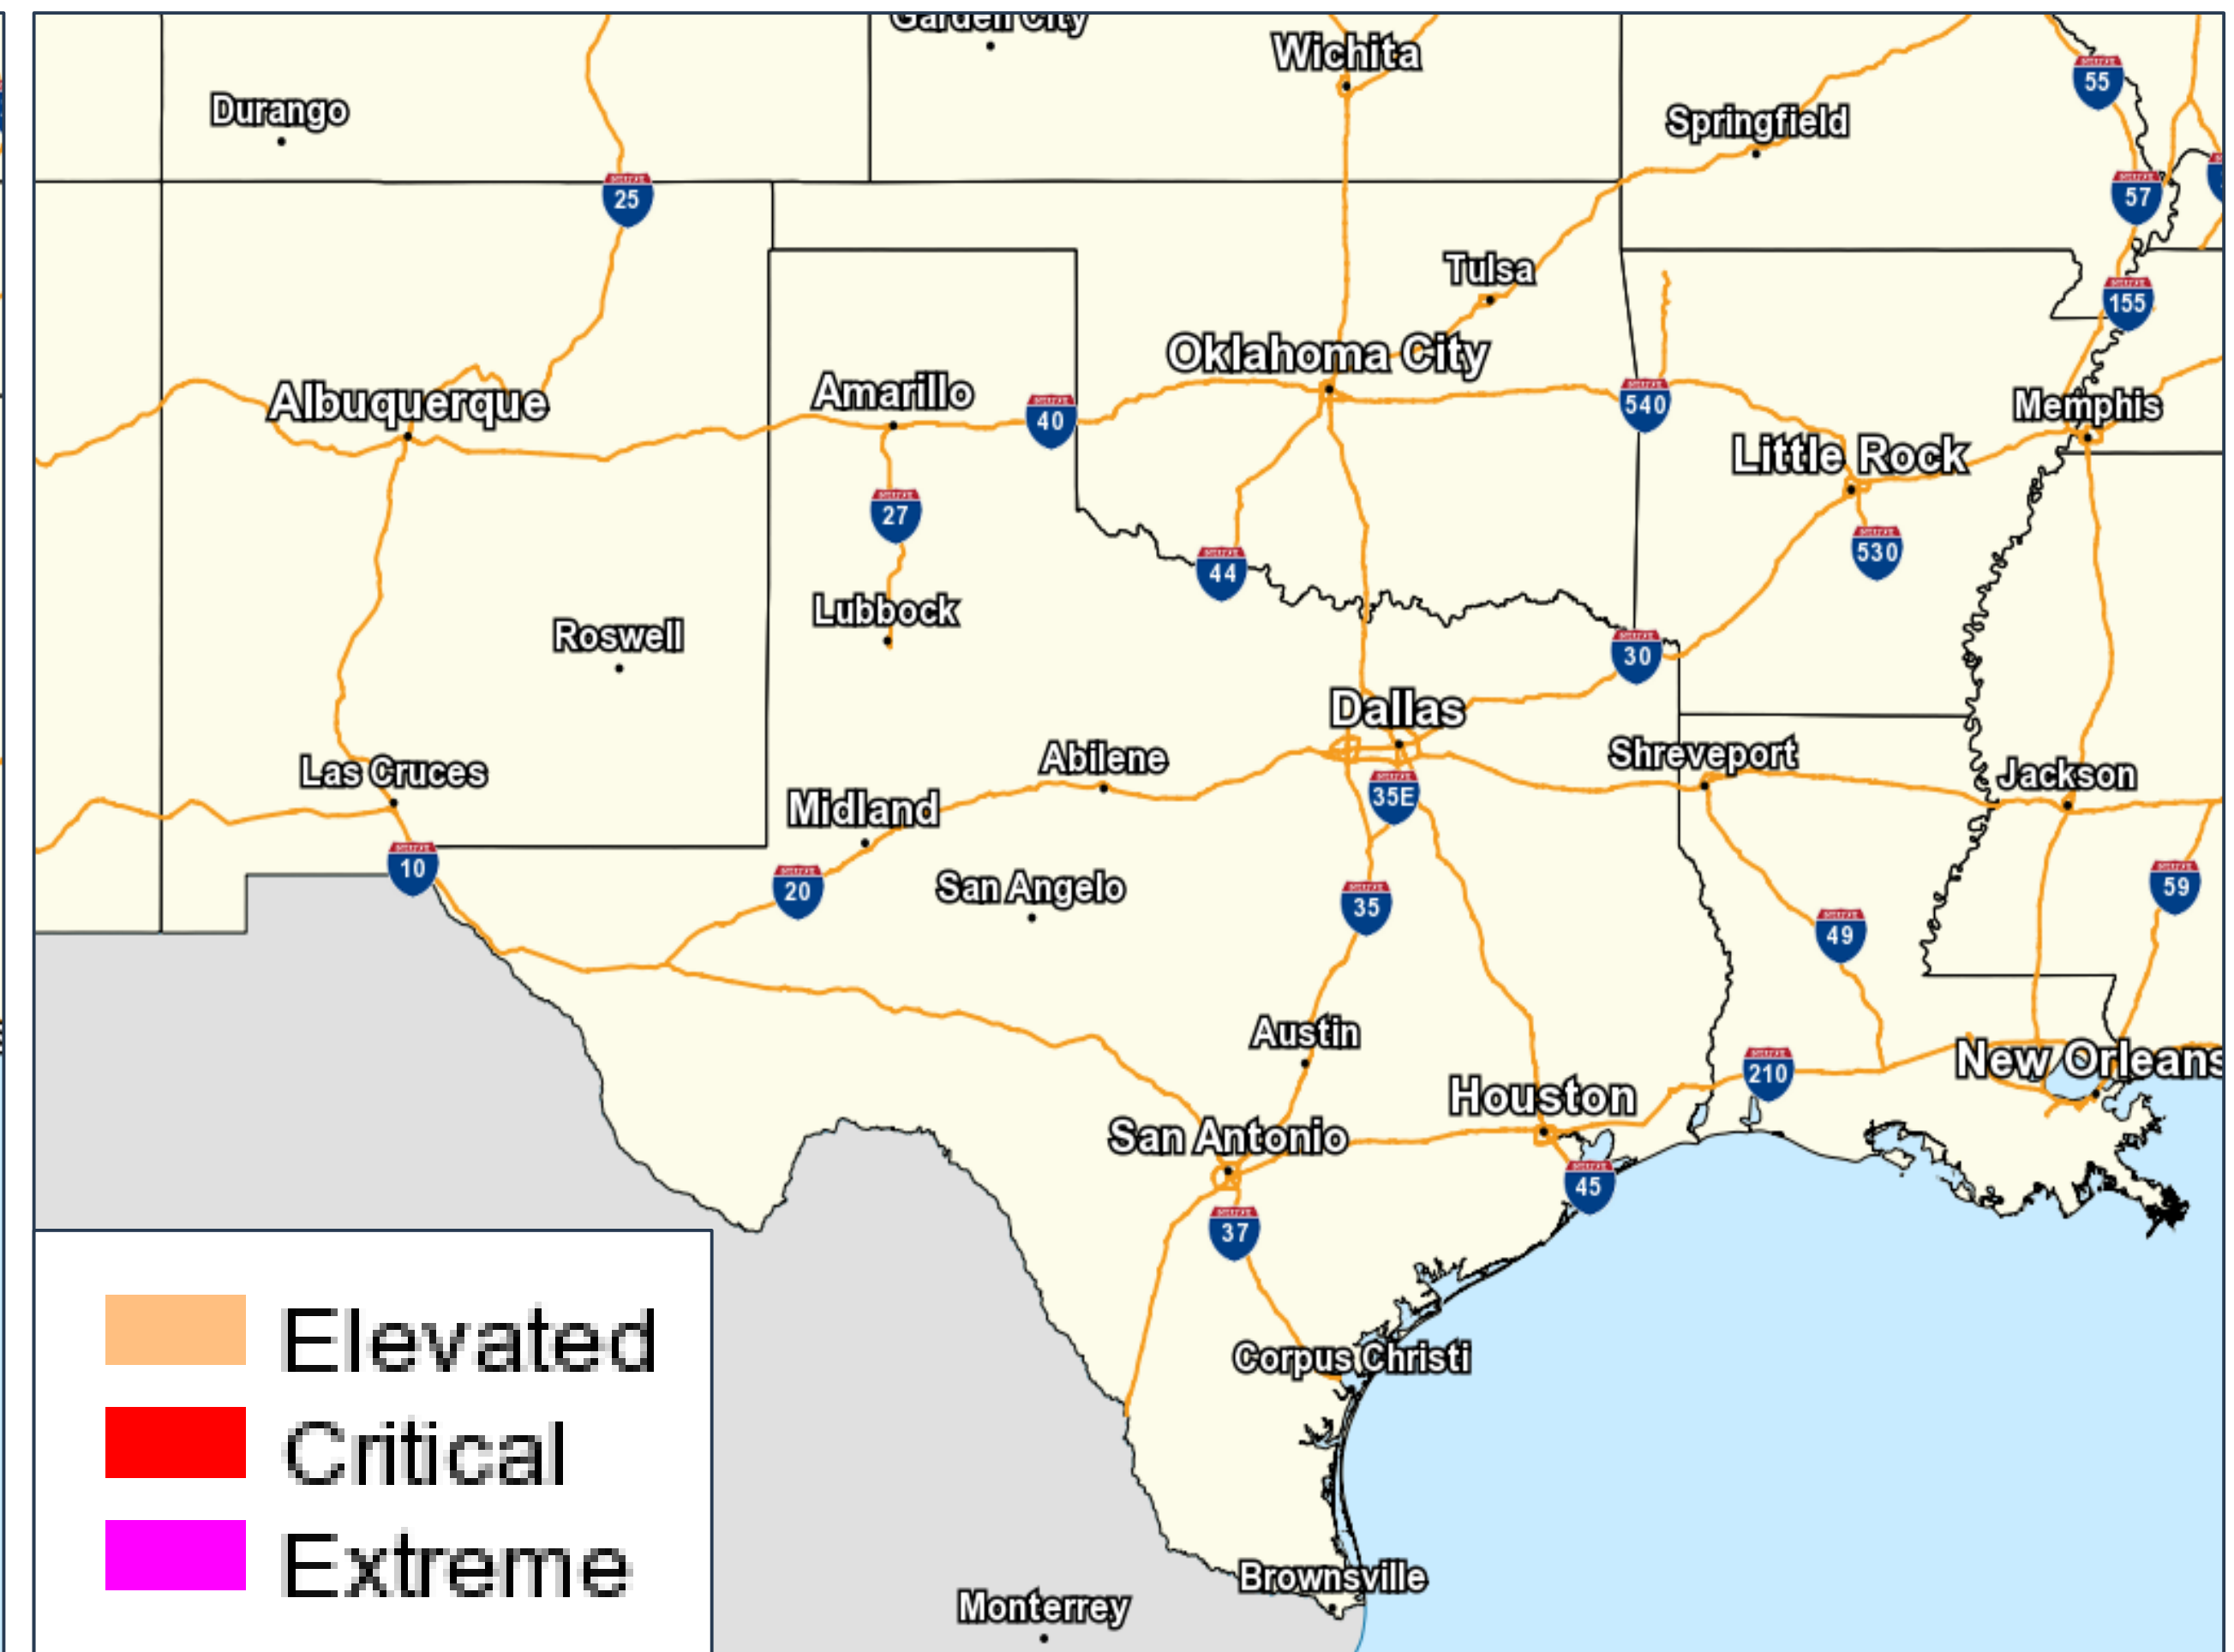 Garden City
Wichita
55
Durango
Springfield
25
57
Tulsa
155
Oklahoma City
Amarillo
Albuquerque
40
540
Memphis
Little Rock
27
530
44
Lubbock
Roswell
30
Dallas
Shreveport
Abilene
Las Cruces
Jackson
35E
Midland
10
20
San Angelo
59
35
49
Austin
New Orleans
210
Houston
San Antonio
45
37
Elevated
Corpus Christi
Critical
Extreme
Brownsville
Monterrey